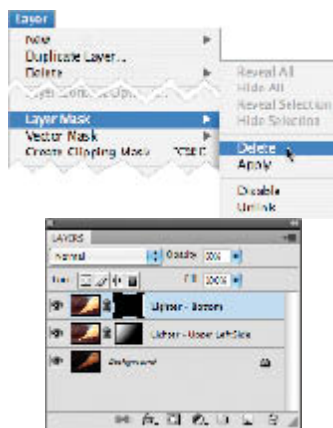 Layer
New
Duplicate Layer...
Delete
Layer Mask
Vector Mask
Create Clipping Mask
Reveal All
Hide All
Reveal Selection
Hide Selection
Delete
Apply
Disable
Unlink
LAYERS
Normal
Opacity:
Fill: 100%
Lighter - Bottom
Lighter - Upper Left Side
Background